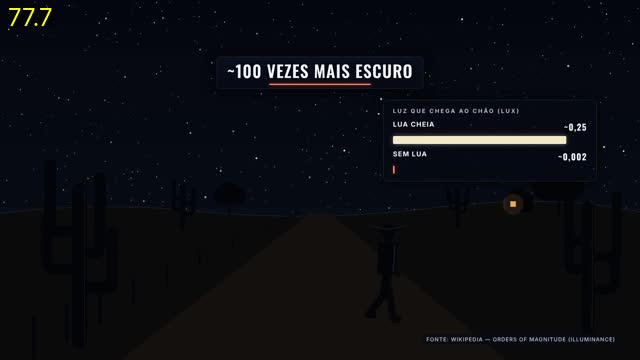 77.7
~100 VEZES MAIS ESCURO
LUZ QUE CHEGA AO CHÃO (LUX)
LUA CHEIA
~0,25
SEM LUA
~0,002
FONTE: WIKIPEDIA — ORDERS OF MAGNITUDE (ILLUMINANCE)